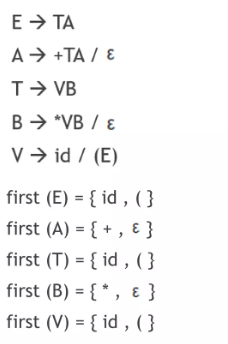 E → TA
A → +TA / ε
T → VB
B → *VB / ε
V → id / (E)
first (E) = { id , ( }
first (A) = { + , ε }
first (T) = { id , ( }
first (B) = { * , ε }
first (V) = { id , ( }